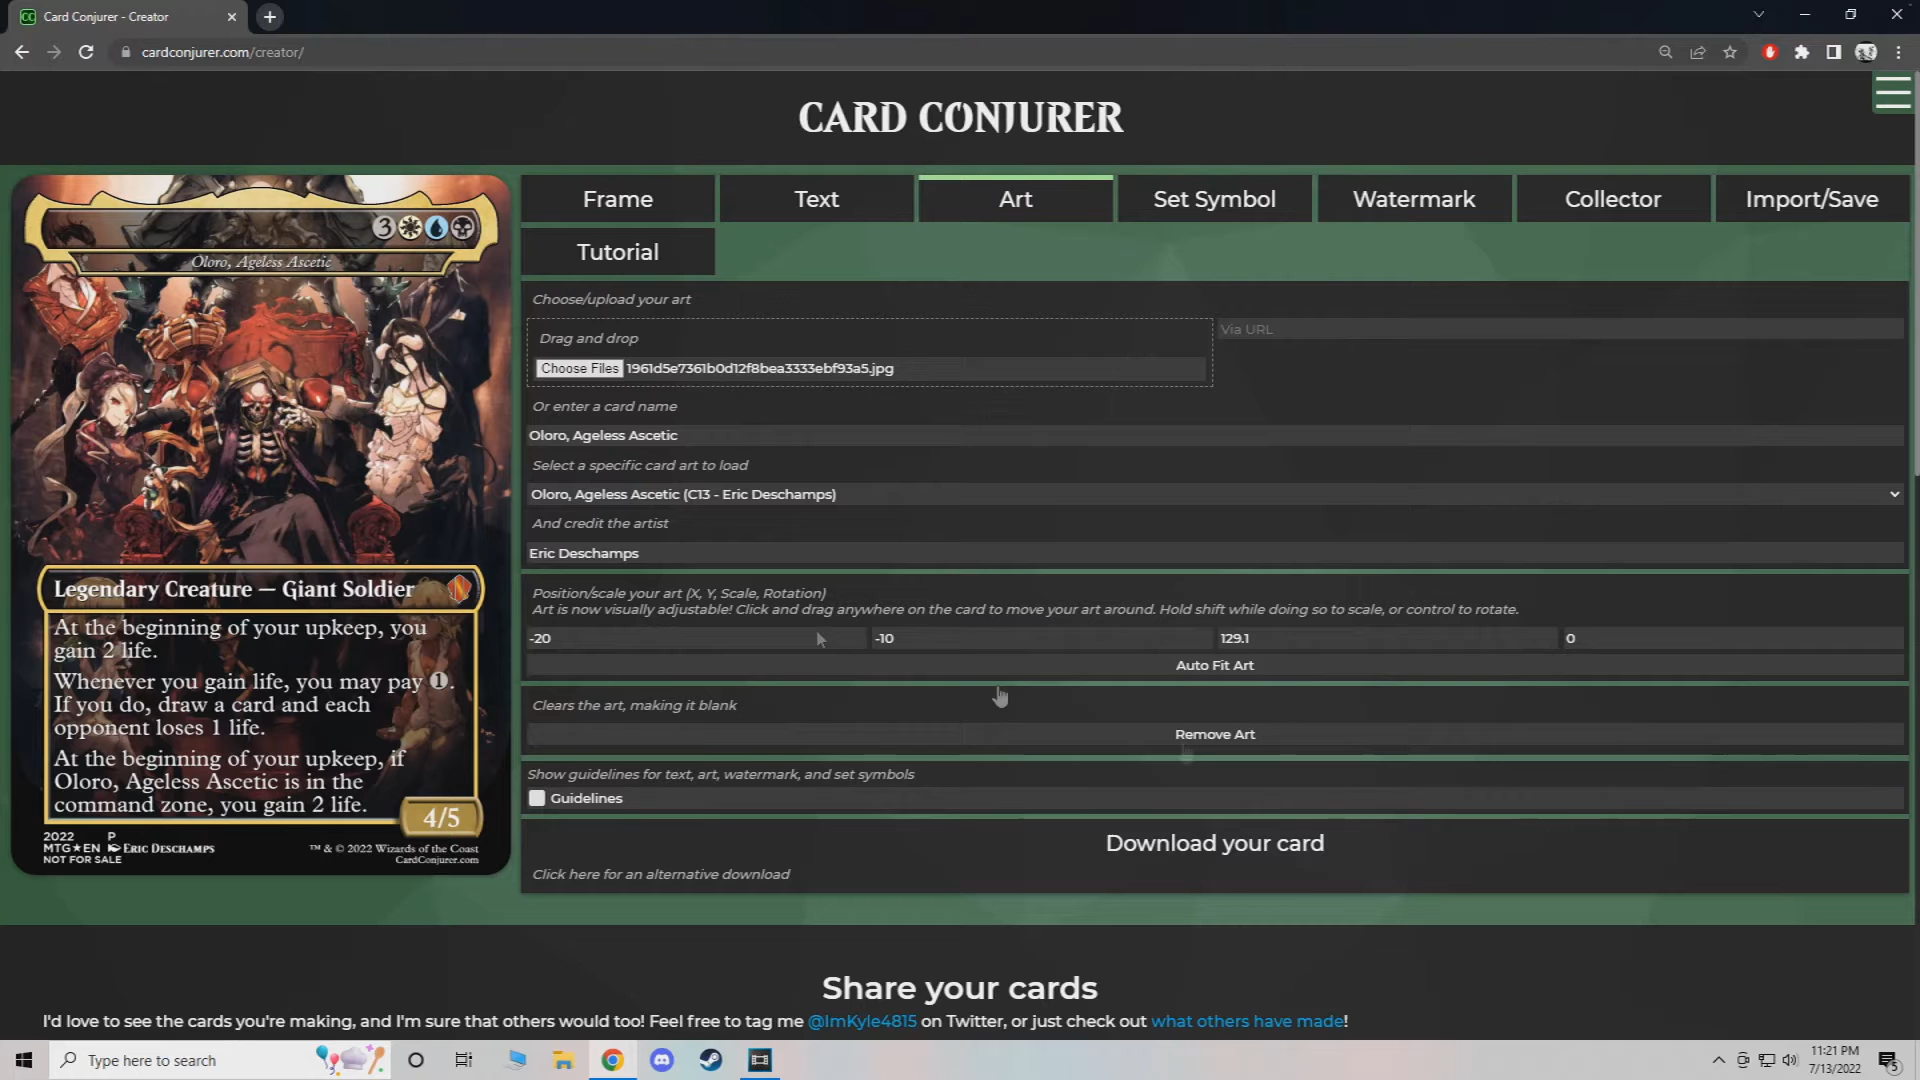 Card Conjurer - Creator
cardconjurer.com/creator/
CARD CONJURER
Frame
Text
Art
Set Symbol
Watermark
Collector
Import/Save
Tutorial
3
Oloro, Ageless Ascetic
Legendary Creature — Giant Soldier
At the beginning of your upkeep, you
gain 2 life.
Whenever you gain life, you may pay 1.
If you do, draw a card and each
opponent loses 1 life.
At the beginning of your upkeep, if
Oloro, Ageless Ascetic is in the
command zone, you gain 2 life.
4/5
2022 P
MTG★EN ERIC DESCHAMPS
NOT FOR SALE
™ & © 2022 Wizards of the Coast
CardConjurer.com
Choose/upload your art
Drag and drop
Choose Files 1961d5e7361b0d12f8bea3333ebf93a5.jpg
Via URL
Or enter a card name
Oloro, Ageless Ascetic
Select a specific card art to load
Oloro, Ageless Ascetic (C13 - Eric Deschamps)
And credit the artist
Eric Deschamps
Position/scale your art (X, Y, Scale, Rotation)
Art is now visually adjustable! Click and drag anywhere on the card to move your art around. Hold shift while doing so to scale, or control to rotate.
-20 -10 129.1 0
Auto Fit Art
Clears the art, making it blank
Remove Art
Show guidelines for text, art, watermark, and set symbols
Guidelines
Download your card
Click here for an alternative download
Share your cards
I'd love to see the cards you're making, and I'm sure that others would too! Feel free to tag me @ImKyle4815 on Twitter, or just check out what others have made!
Type here to search
11:21 PM
7/13/2022
5